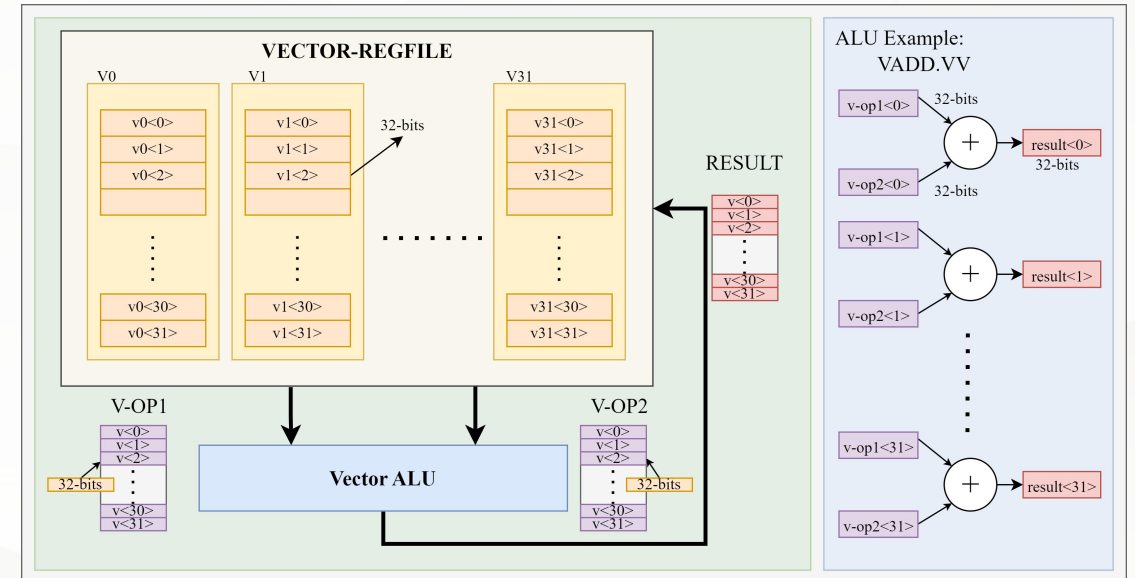 VECTOR-REGFILE
V0
v0<0>
v0<1>
v0<2>
v0<30>
v0<31>
V1
v1<0>
v1<1>
v1<2>
v1<30>
v1<31>
32-bits
V31
v31<0>
v31<1>
v31<2>
v31<30>
v31<31>
RESULT
v<0>
v<1>
v<2>
v<30>
v<31>
V-OP1
v<0>
v<1>
v<2>
32-bits
v<30>
v<31>
Vector ALU
V-OP2
v<0>
v<1>
v<2>
32-bits
v<30>
v<31>
ALU Example:
VADD.VV
v-op1<0>
32-bits
+
result<0>
32-bits
v-op2<0>
32-bits
v-op1<1>
+
result<1>
v-op2<1>
v-op1<31>
+
result<31>
v-op2<31>